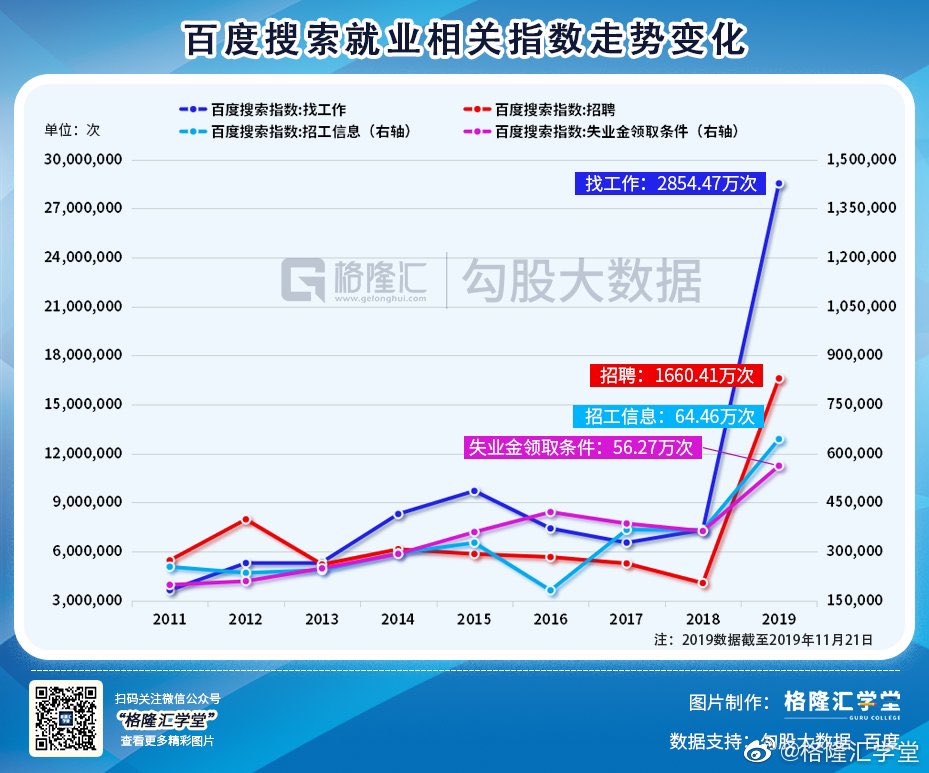 百度搜索就业相关指数走势变化
百度搜索指数:找工作
百度搜索指数:招聘
百度搜索指数:招工信息（右轴）
百度搜索指数:失业金领取条件（右轴）
单位：次
30,000,000
27,000,000
24,000,000
21,000,000
18,000,000
15,000,000
12,000,000
9,000,000
6,000,000
3,000,000
1,500,000
1,350,000
1,200,000
1,050,000
900,000
750,000
600,000
450,000
300,000
150,000
找工作：2854.47万次
格隆汇
www.gelonghui.com
勾股大数据
招聘：1660.41万次
招工信息：64.46万次
失业金领取条件：56.27万次
2011 2012 2013 2014 2015 2016 2017 2018 2019
注：2019数据截至2019年11月21日
扫码关注微信公众号
“格隆汇学堂”
查看更多精彩图片
图片制作：格隆汇学堂
GURU COLLEGE
数据支持：勾股大数据、百度
@格隆汇学堂